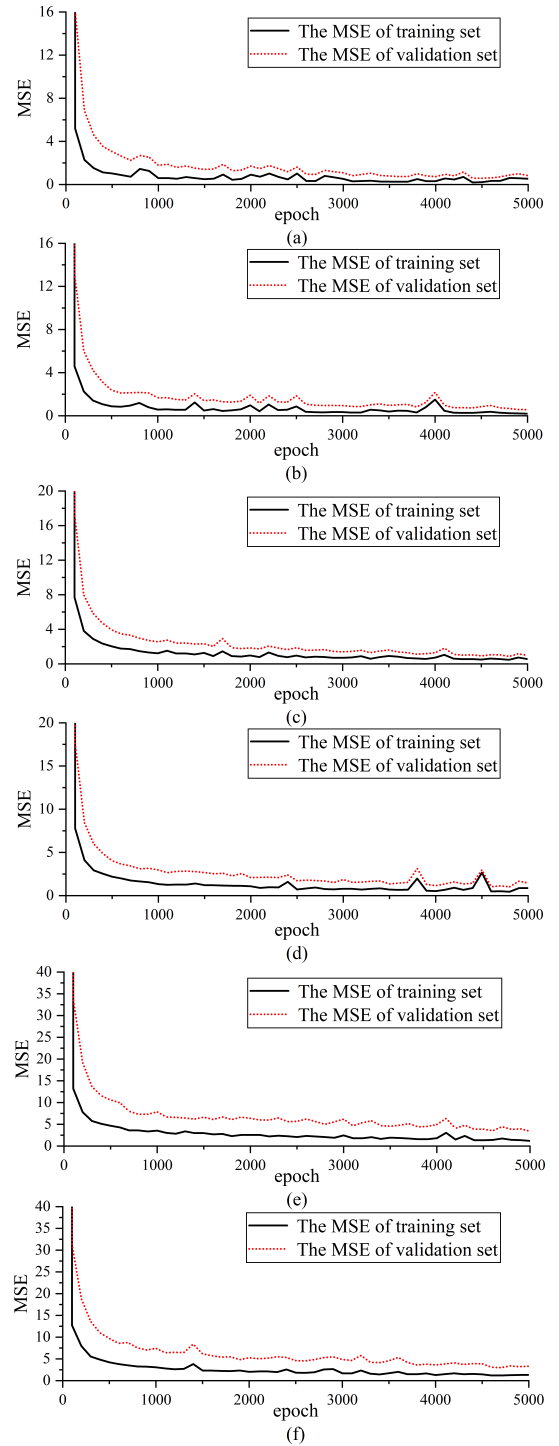 16
The MSE of training set
The MSE of validation set
12
MSE
8
4
0
0 1000 2000 3000 4000 5000
epoch
(a)
16
The MSE of training set
The MSE of validation set
12
MSE
8
4
0
0 1000 2000 3000 4000 5000
epoch
(b)
20
The MSE of training set
The MSE of validation set
16
12
MSE
8
4
0
0 1000 2000 3000 4000 5000
epoch
(c)
20
The MSE of training set
The MSE of validation set
15
MSE
10
5
0
0 1000 2000 3000 4000 5000
epoch
(d)
40
The MSE of training set
35
The MSE of validation set
30
25
MSE
20
15
10
5
0
0 1000 2000 3000 4000 5000
epoch
(e)
40
The MSE of training set
35
The MSE of validation set
30
25
MSE
20
15
10
5
0
0 1000 2000 3000 4000 5000
epoch
(f)